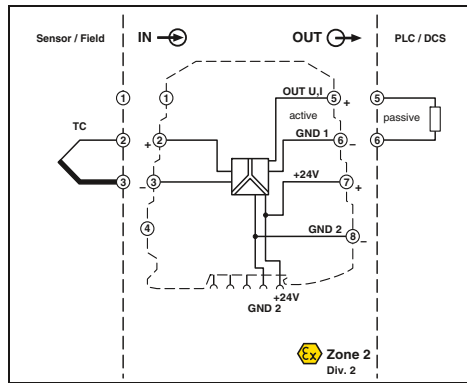 Sensor / Field
IN
OUT
PLC / DCS
1
1
OUT U,I
5
+
5
TC
active
passive
2
+
2
GND 1
6
−
6
3
−
3
+24V
7
+
4
GND 2
8
−
+24V
GND 2
Ex
Zone 2
Div. 2